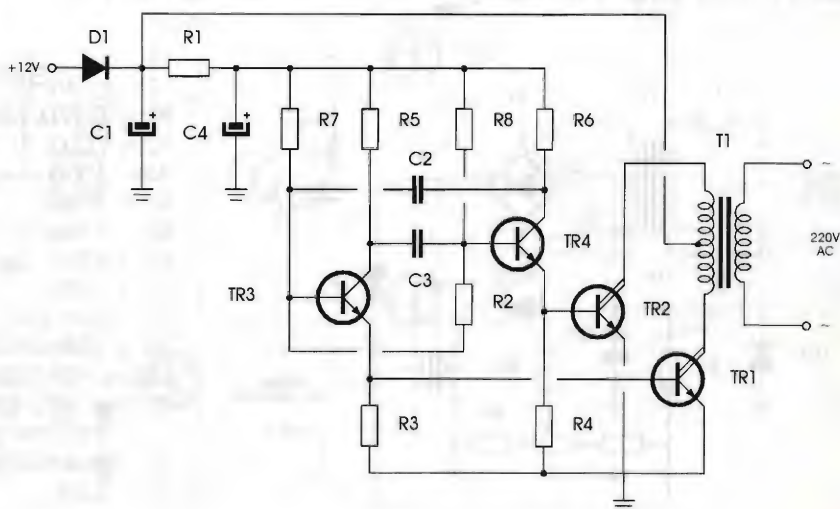 D1
R1
+12V
+
+
C1
C4
R7
R5
R8
R6
T1
C2
C3
TR4
220V
AC
~
~
TR3
R2
TR2
TR1
R3
R4